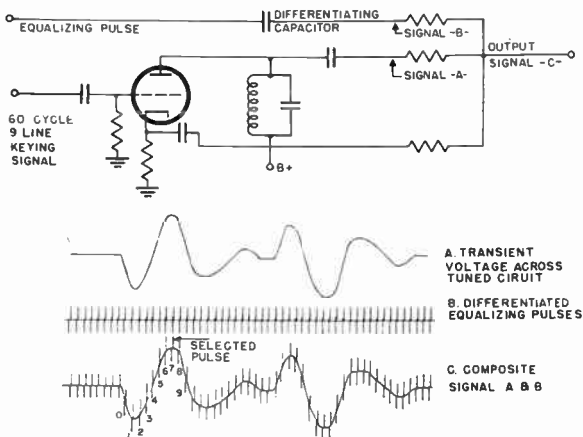 EQUALIZING PULSE
DIFFERENTIATING
CAPACITOR
SIGNAL -B-
OUTPUT
SIGNAL -C-
SIGNAL -A-
60 CYCLE
9 LINE
KEYING
SIGNAL
B+
A. TRANSIENT
VOLTAGE ACROSS
TUNED CIRUIT
B. DIFFERENTIATED
EQUALIZING PULSES
SELECTED
PULSE
C. COMPOSITE
SIGNAL A & B
0 1 2 3 4 5 6 7 8 9